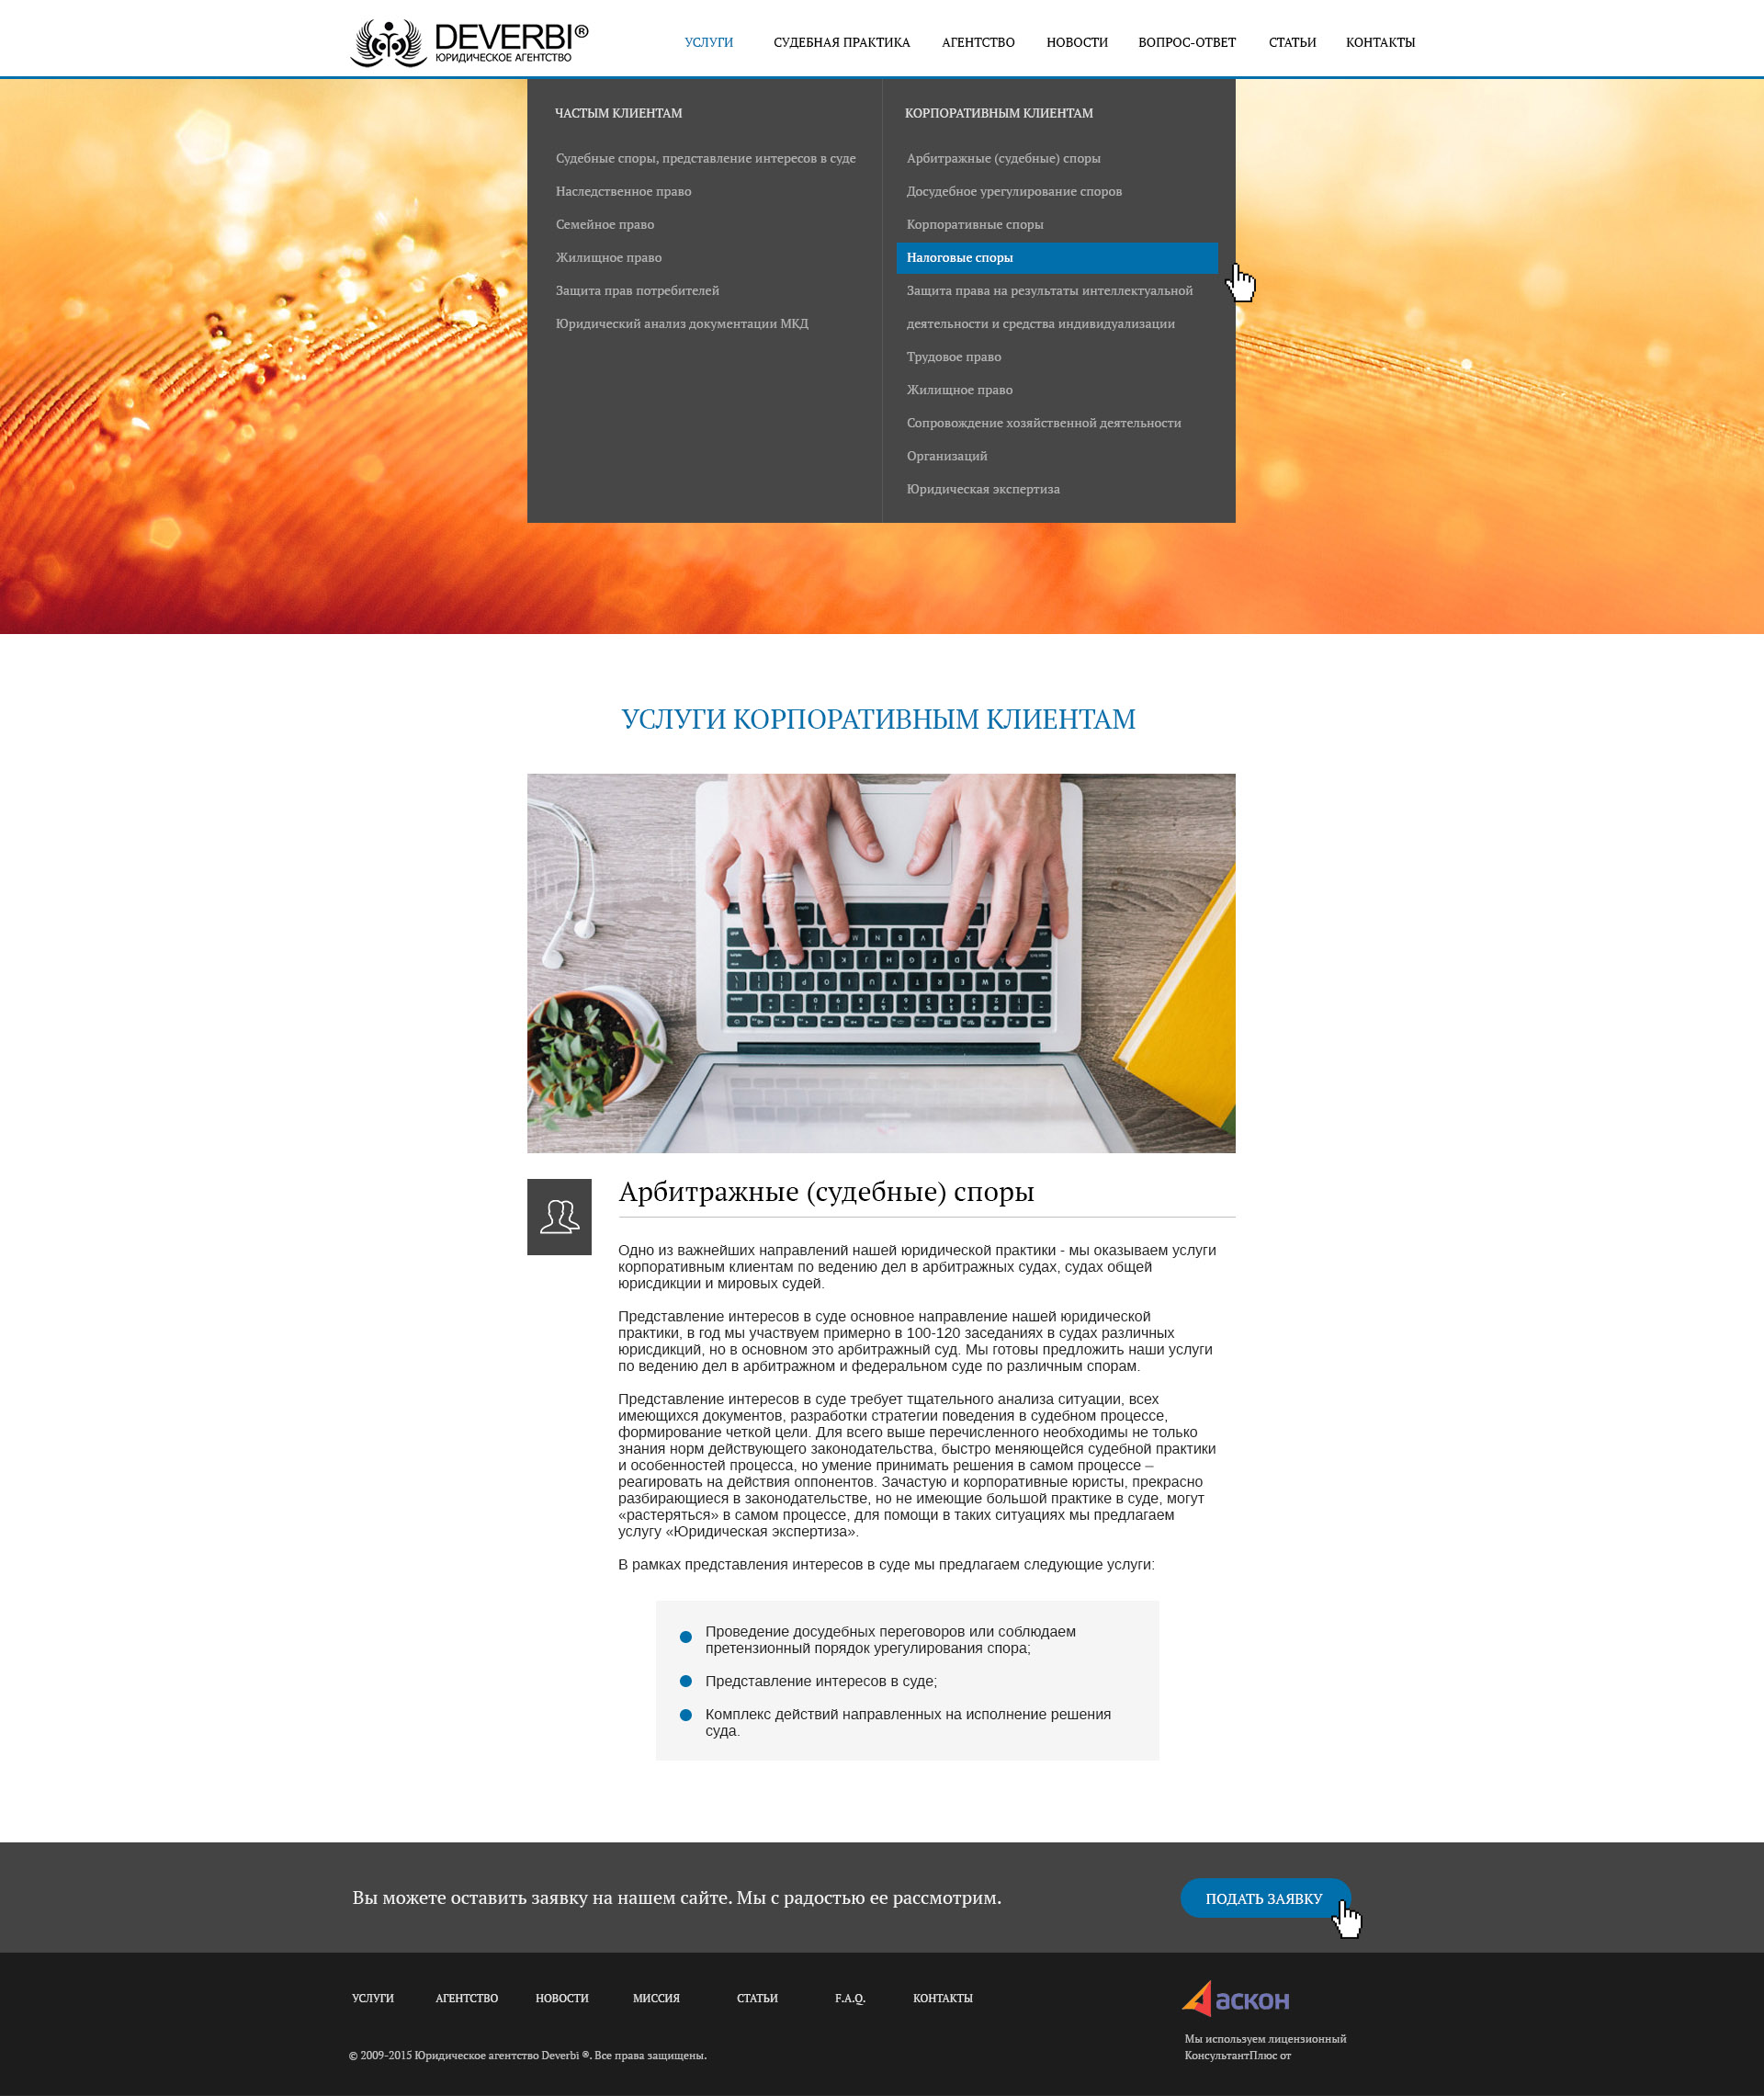 DEVERBI®
ЮРИДИЧЕСКОЕ АГЕНТСТВО
УСЛУГИ СУДЕБНАЯ ПРАКТИКА АГЕНТСТВО НОВОСТИ ВОПРОС-ОТВЕТ СТАТЬИ КОНТАКТЫ
ЧАСТЫМ КЛИЕНТАМ
Судебные споры, представление интересов в суде
Наследственное право
Семейное право
Жилищное право
Защита прав потребителей
Юридический анализ документации МКД
КОРПОРАТИВНЫМ КЛИЕНТАМ
Арбитражные (судебные) споры
Досудебное урегулирование споров
Корпоративные споры
Налоговые споры
Защита права на результаты интеллектуальной
деятельности и средства индивидуализации
Трудовое право
Жилищное право
Сопровождение хозяйственной деятельности
Организаций
Юридическая экспертиза
УСЛУГИ КОРПОРАТИВНЫМ КЛИЕНТАМ
Арбитражные (судебные) споры
Одно из важнейших направлений нашей юридической практики - мы оказываем услуги
корпоративным клиентам по ведению дел в арбитражных судах, судах общей
юрисдикции и мировых судей.
Представление интересов в суде основное направление нашей юридической
практики, в год мы участвуем примерно в 100-120 заседаниях в судах различных
юрисдикций, но в основном это арбитражный суд. Мы готовы предложить наши услуги
по ведению дел в арбитражном и федеральном суде по различным спорам.
Представление интересов в суде требует тщательного анализа ситуации, всех
имеющихся документов, разработки стратегии поведения в судебном процессе,
формирование четкой цели. Для всего выше перечисленного необходимы не только
знания норм действующего законодательства, быстро меняющейся судебной практики
и особенностей процесса, но умение принимать решения в самом процессе –
реагировать на действия оппонентов. Зачастую и корпоративные юристы, прекрасно
разбирающиеся в законодательстве, но не имеющие большой практике в суде, могут
«растеряться» в самом процессе, для помощи в таких ситуациях мы предлагаем
услугу «Юридическая экспертиза».
В рамках представления интересов в суде мы предлагаем следующие услуги:
Проведение досудебных переговоров или соблюдаем
претензионный порядок урегулирования спора;
Представление интересов в суде;
Комплекс действий направленных на исполнение решения
суда.
Вы можете оставить заявку на нашем сайте. Мы с радостью ее рассмотрим.
ПОДАТЬ ЗАЯВКУ
УСЛУГИ АГЕНТСТВО НОВОСТИ МИССИЯ СТАТЬИ F.A.Q. КОНТАКТЫ
аскон
Мы используем лицензионный
КонсультантПлюс от
© 2009-2015 Юридическое агентство Deverbi ®. Все права защищены.